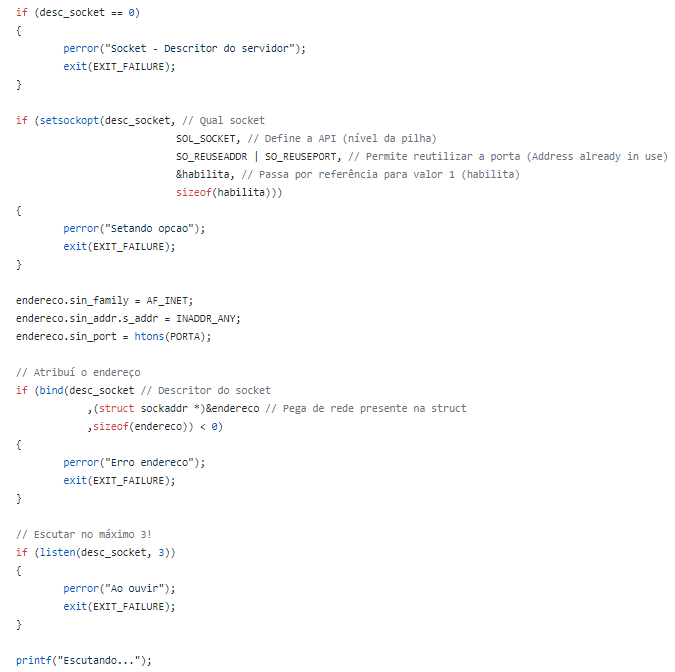 if (desc_socket == 0)
{
perror("Socket - Descritor do servidor");
exit(EXIT_FAILURE);
}
if (setsockopt(desc_socket, // Qual socket
SOL_SOCKET, // Define a API (nível da pilha)
SO_REUSEADDR | SO_REUSEPORT, // Permite reutilizar a porta (Address already in use)
&habilita, // Passa por referência para valor 1 (habilita)
sizeof(habilita)))
{
perror("Setando opcao");
exit(EXIT_FAILURE);
}
endereco.sin_family = AF_INET;
endereco.sin_addr.s_addr = INADDR_ANY;
endereco.sin_port = htons(PORTA);
// Atribuí o endereço
if (bind(desc_socket // Descritor do socket
,(struct sockaddr *)&endereco // Pega de rede presente na struct
,sizeof(endereco)) < 0)
{
perror("Erro endereco");
exit(EXIT_FAILURE);
}
// Escutar no máximo 3!
if (listen(desc_socket, 3))
{
perror("Ao ouvir");
exit(EXIT_FAILURE);
}
printf("Escutando...");